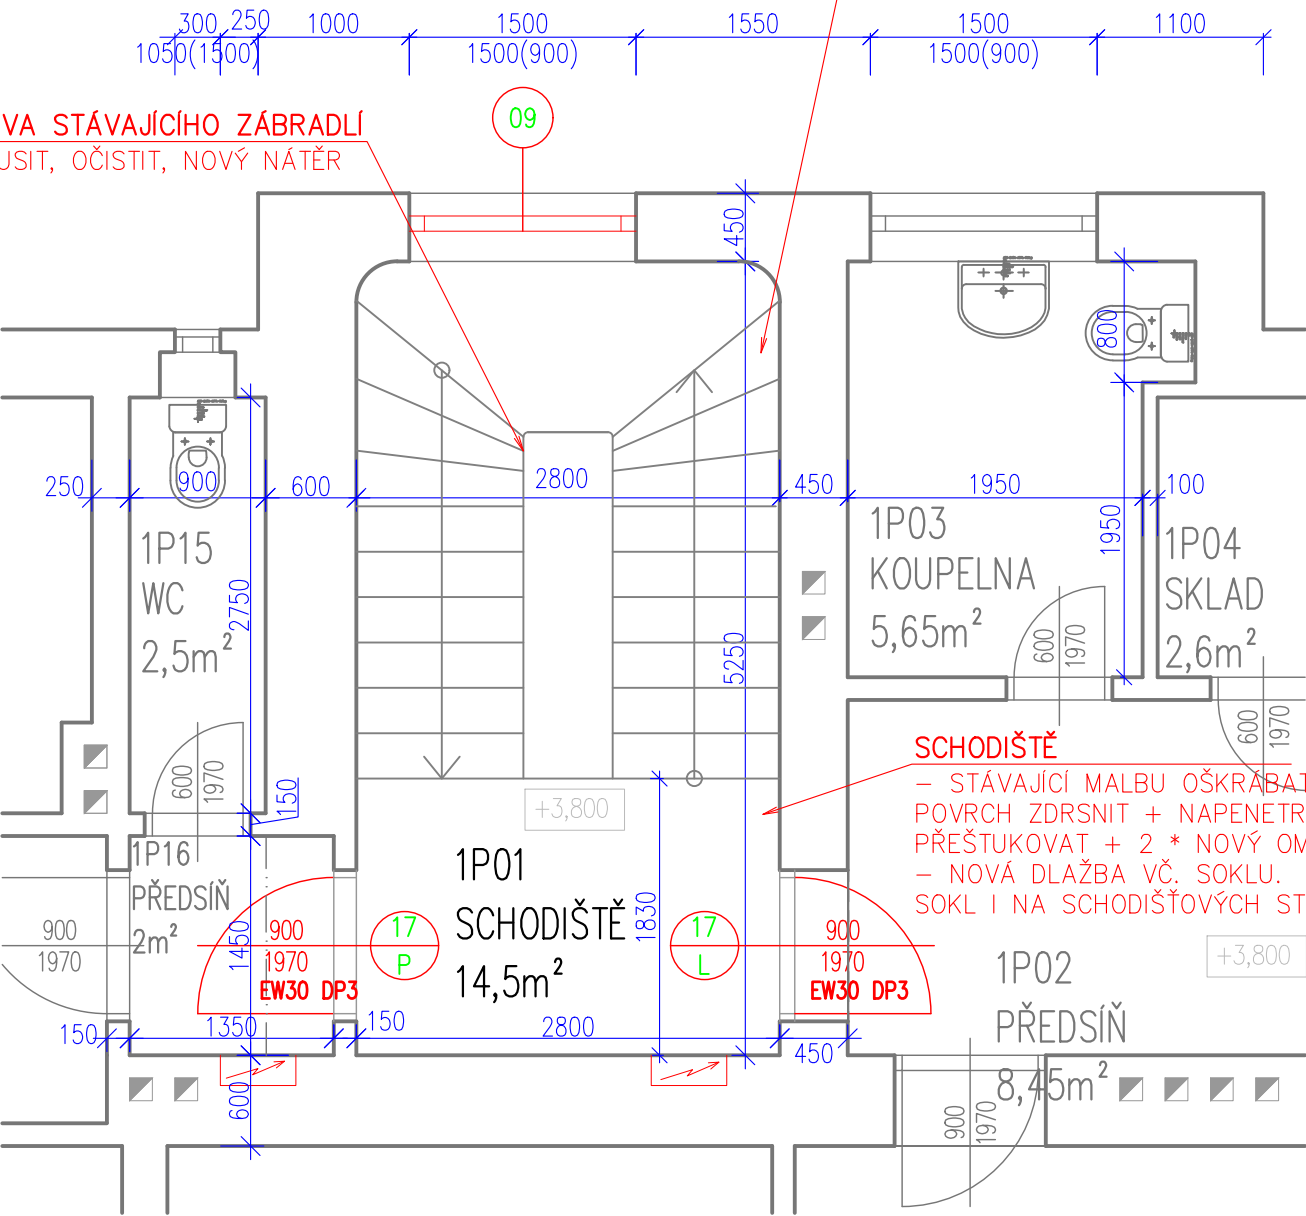 300 250 1000 1500 1550 1500 1100
1050(1500) 1500(900) 1500(900)
VA STÁVAJÍCÍHO ZÁBRADLÍ
USIT, OČISTIT, NOVÝ NÁTĚR
09
450
800
250 900 600 2800 450 1950 100
1P15
WC
2,5m²
2750
5250
1P03
KOUPELNA
5,65m²
1950
1P04
SKLAD
2,6m²
600
1970
600
1970
600
1970
150
+3,800
SCHODIŠTĚ
- STÁVAJÍCÍ MALBU OŠKRÁBAT
POVRCH ZDRSNIT + NAPENETR
PŘEŠTUKOVAT + 2 * NOVÝ OM
- NOVÁ DLAŽBA VČ. SOKLU.
SOKL I NA SCHODIŠŤOVÝCH ST
1P16
PŘEDSÍŇ
2m²
1450
1P01
SCHODIŠTĚ
14,5m²
1830
900
1970
900
1970
EW30 DP3
17
P
17
L
900
1970
EW30 DP3
1P02
PŘEDSÍŇ
8,45m²
+3,800
150 1350 150 2800 450
600
900
1970